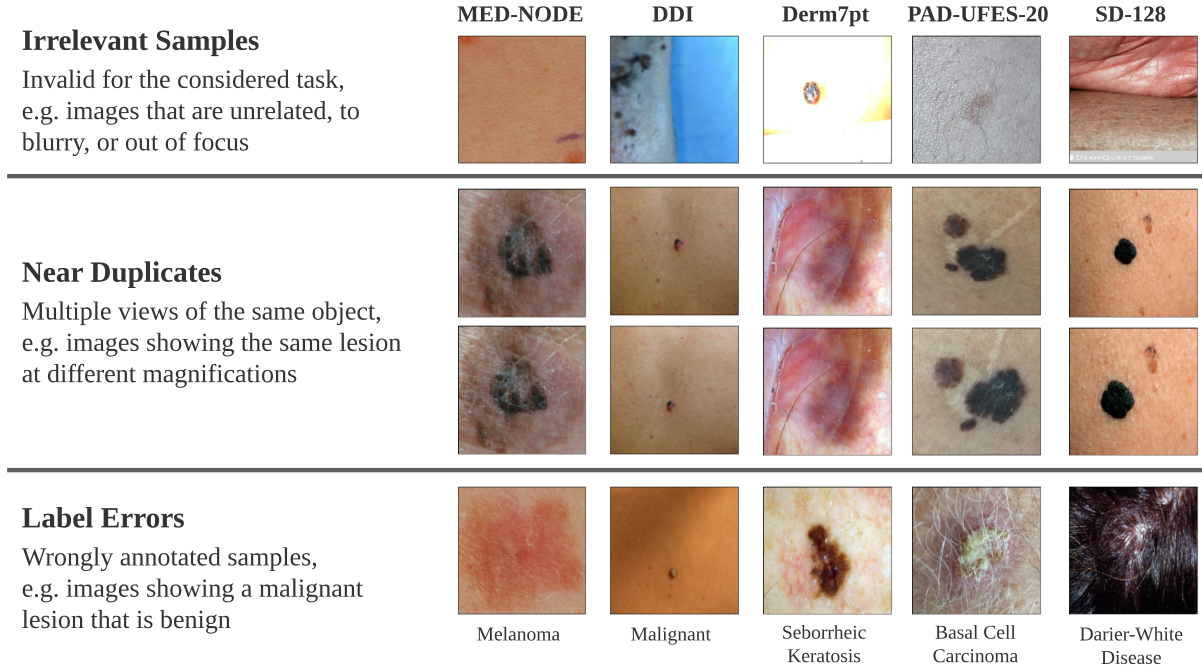 MED-NODE DDI Derm7pt PAD-UFES-20 SD-128
Irrelevant Samples
Invalid for the considered task,
e.g. images that are unrelated, to
blurry, or out of focus
DERMQUEST.com
Near Duplicates
Multiple views of the same object,
e.g. images showing the same lesion
at different magnifications
Label Errors
Wrongly annotated samples,
e.g. images showing a malignant
lesion that is benign
Melanoma
Malignant
Seborrheic
Keratosis
Basal Cell
Carcinoma
Darier-White
Disease